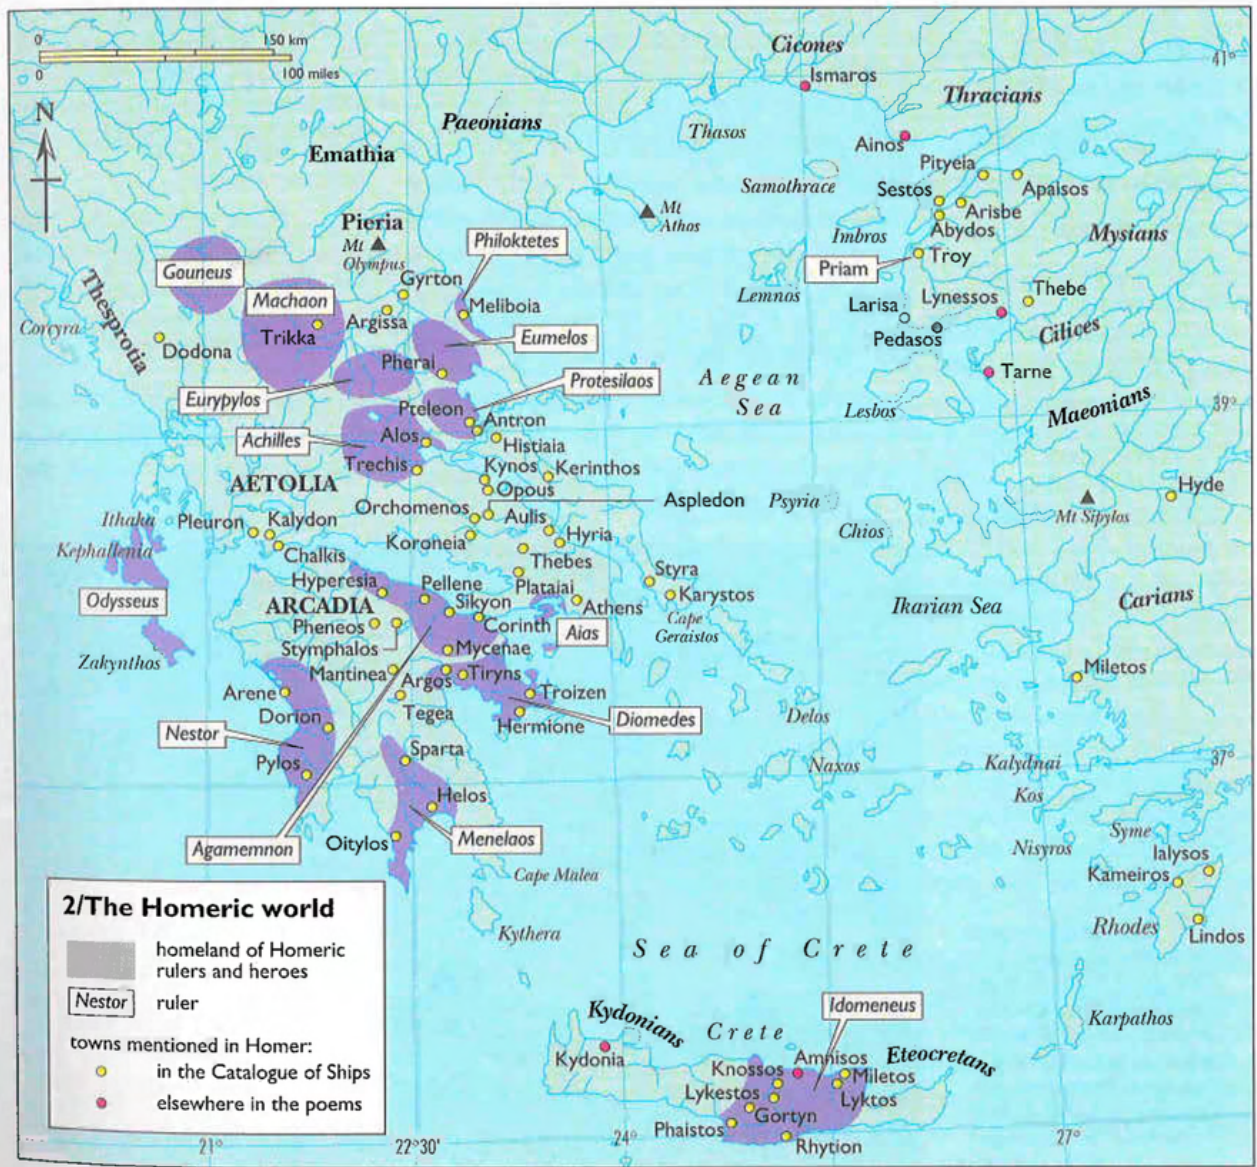 0
150 km
0
100 miles
N
Cicones
Ismaros
41°
Thracians
Paeonians
Thasos
Emathia
Ainos
Pityeia
Samothrace
Sestos
Apaisos
Arisbe
Abydos
Mt
Athos
Pieria
Mt
Olympus
Philoktetes
Imbros
Mysians
Gouneus
Priam
Troy
Gyrton
Machaon
Meliboia
Lemnos
Lynessos
Thebe
Larisa
Argissa
Trikka
Thesprotia
Corcyra
Dodona
Eumelos
Pedasos
Cilices
Pherai
Eurypylos
Protesilaos
Aegean
Sea
Tarne
Lesbos
39°
Maeonians
Pteleon
Antron
Achilles
Alos
Histiaia
Trechis
Kynos
Kerinthos
AETOLIA
Opous
Hyde
Orchomenos
Aspledon
Psyria
Mt Sipylos
Ithaka
Pleuron
Kalydon
Aulis
Chios
Koroneia
Hyria
Kephallenia
Chalkis
Thebes
Styra
Hyperesia
Pellene
Plataiai
Karystos
Odysseus
ARCADIA
Sikyon
Athens
Ikarian Sea
Carians
Pheneos
Corinth
Aias
Cape
Geraistos
Stymphalos
Mycenae
Zakynthos
Mantinea
Tiryns
Miletos
Argos
Arene
Troizen
Tegea
Dorion
Hermione
Diomedes
Delos
Nestor
Sparta
Pylos
Naxos
Kalydnai
37°
Helos
Kos
Oitylos
Menelaos
Syme
Agamemnon
Nisyros
Ialysos
Cape Malea
Kameiros
2/The Homeric world
homeland of Homeric
rulers and heroes
Nestor
ruler
towns mentioned in Homer:
in the Catalogue of Ships
elsewhere in the poems
Kythera
Rhodes
Lindos
Sea of Crete
Idomeneus
Kydonians
Crete
Karpathos
Kydonia
Amnisos
Eteocretans
Knossos
Miletos
Lykestos
Lyktos
Gortyn
Phaistos
Rhytion
21°
22°30'
24°
27°